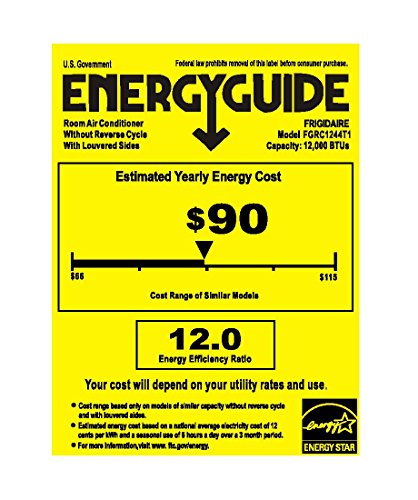 U.S. Government
Federal law prohibits removal of this label before consumer purchase.
ENERGYGUIDE
Room Air Conditioner
Without Reverse Cycle
With Louvered Sides
FRIGIDAIRE
Model FGRC1244T1
Capacity: 12,000 BTUs
Estimated Yearly Energy Cost
$90
$66
$115
Cost Range of Similar Models
12.0
Energy Efficiency Ratio
Your cost will depend on your utility rates and use.
• Cost range based only on models of similar capacity without reverse cycle
and with louvered sides.
• Estimated energy cost based on a national average electricity cost of 12
cents per kWh and a seasonal use of 8 hours a day over a 3 month period.
• For more information, visit www. ftc.gov/energy.
energy
ENERGY STAR